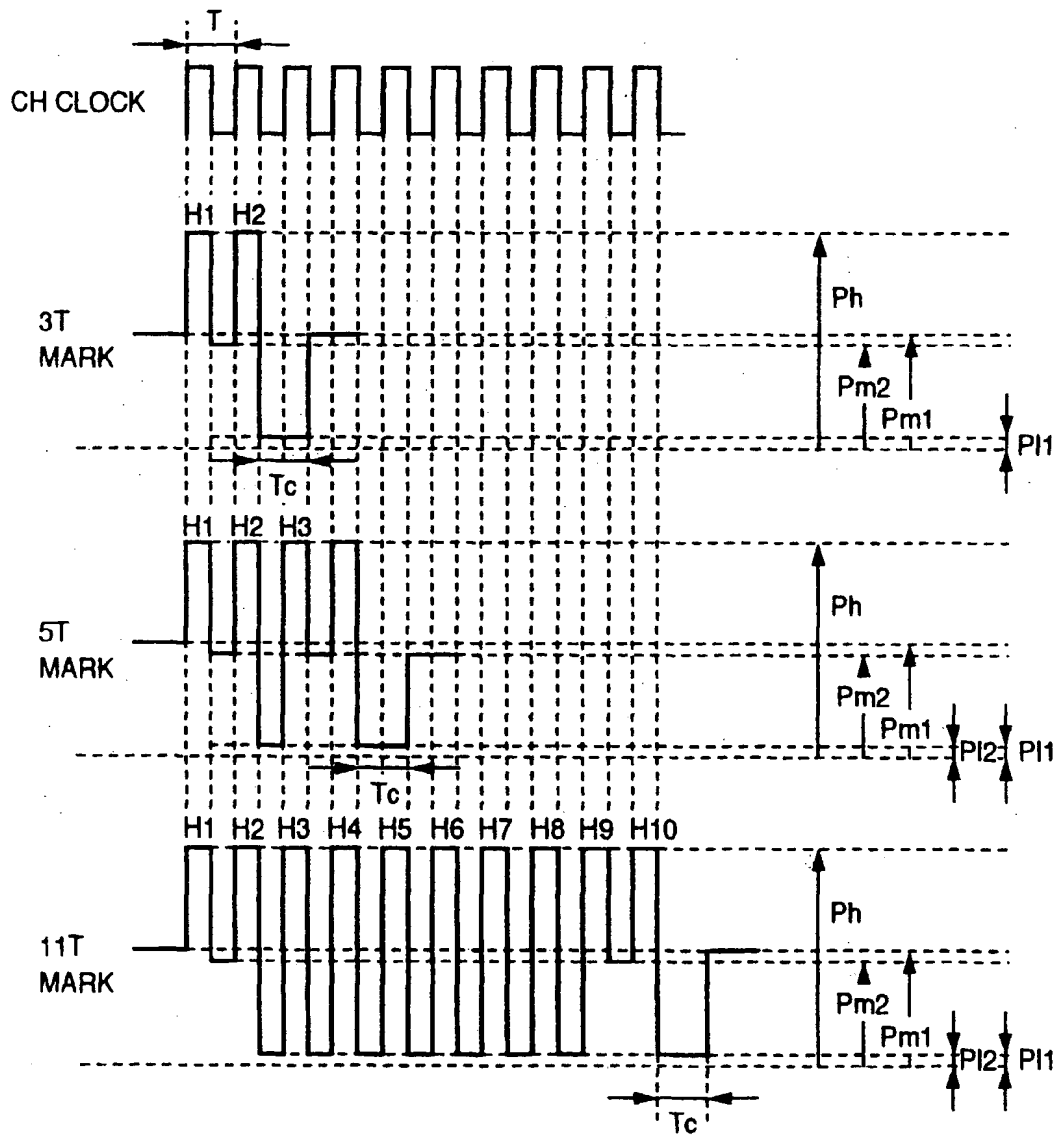 T
CH CLOCK
H1 H2
3T
MARK
Ph
Pm2
Pm1
Pl1
Tc
H1 H2 H3
5T
MARK
Ph
Pm2
Pm1
Pl2
Pl1
Tc
H1 H2 H3 H4 H5 H6 H7 H8 H9 H10
11T
MARK
Ph
Pm2
Pm1
Pl2
Pl1
Tc